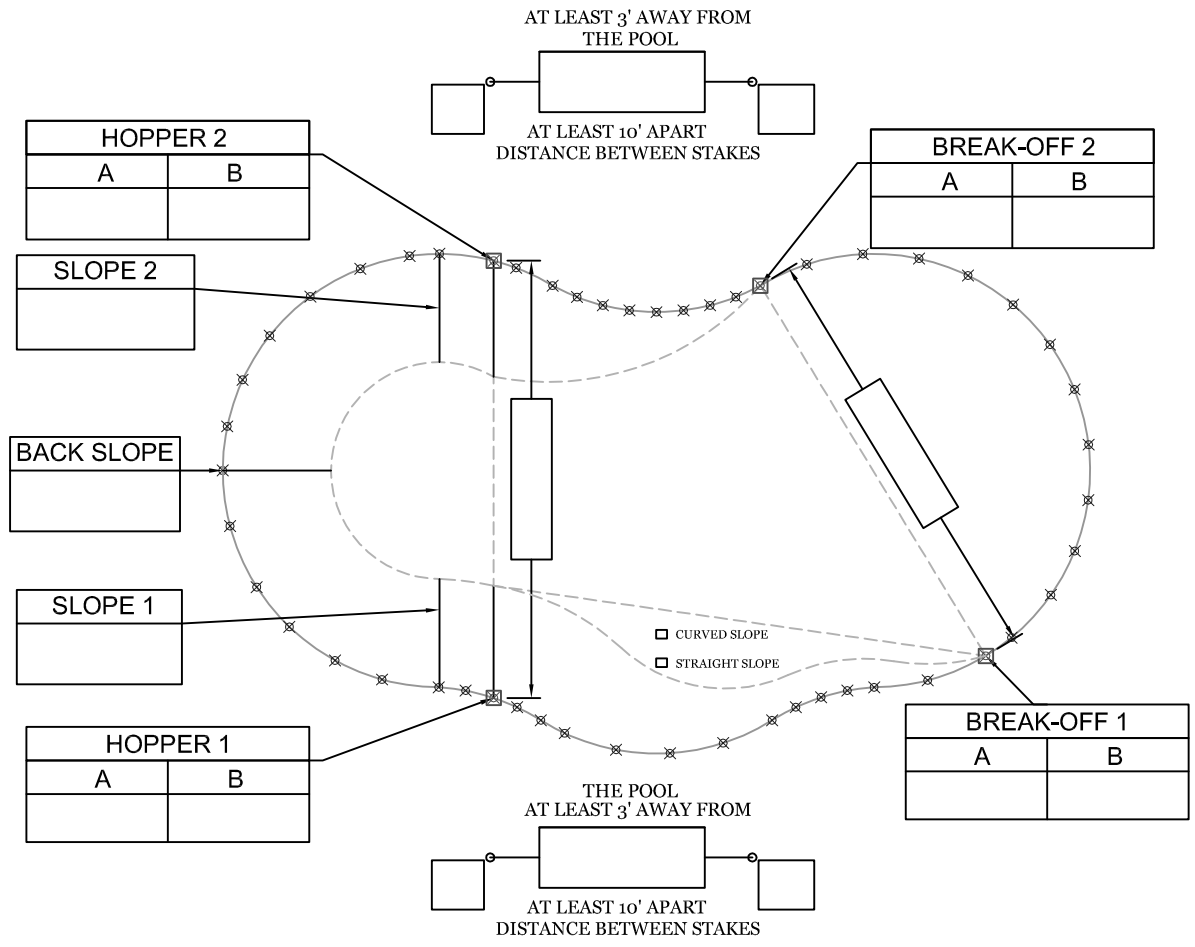 AT LEAST 3' AWAY FROM
THE POOL
AT LEAST 10' APART
DISTANCE BETWEEN STAKES
HOPPER 2
A B
BREAK-OFF 2
A B
SLOPE 2
BACK SLOPE
SLOPE 1
CURVED SLOPE
STRAIGHT SLOPE
HOPPER 1
A B
BREAK-OFF 1
A B
THE POOL
AT LEAST 3' AWAY FROM
AT LEAST 10' APART
DISTANCE BETWEEN STAKES